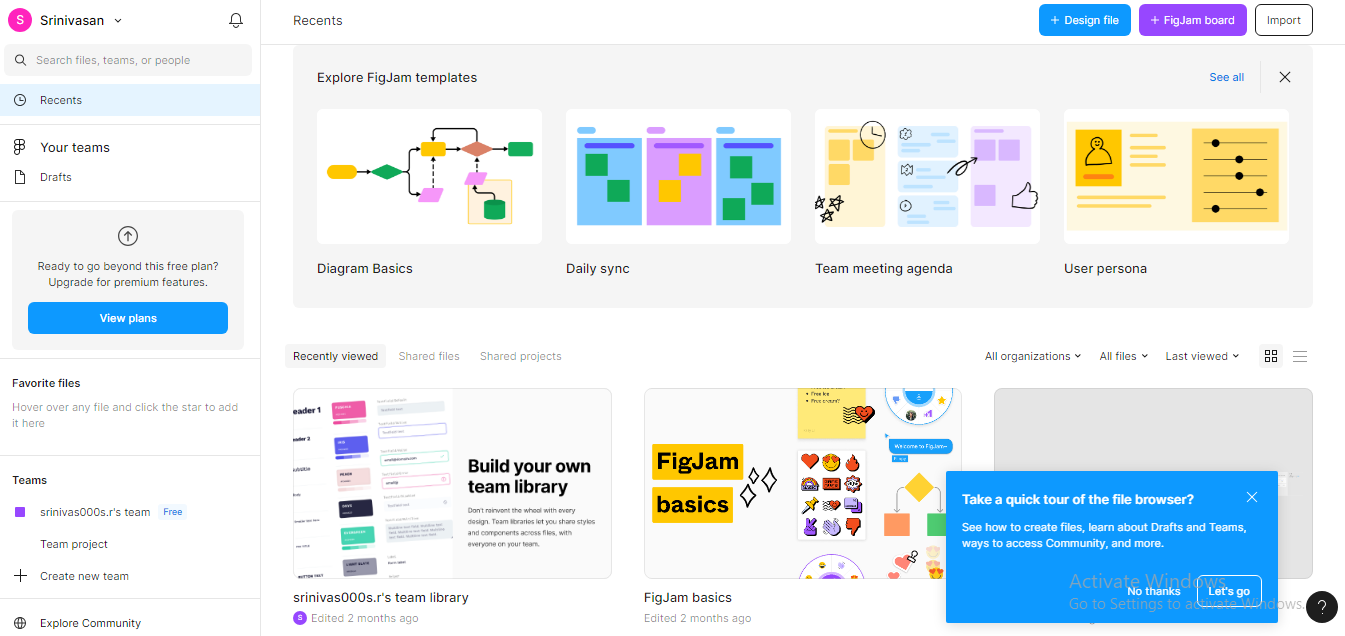 S Srinivasan
Recents
+ Design file
+ FigJam board
Import
Search files, teams, or people
Recents
Your teams
Drafts
Ready to go beyond this free plan?
Upgrade for premium features.
View plans
Favorite files
Hover over any file and click the star to add
it here
Teams
srinivas000s.r's team Free
Team project
Create new team
Explore Community
Explore FigJam templates
See all
Diagram Basics
Daily sync
Team meeting agenda
User persona
Recently viewed
Shared files
Shared projects
All organizations
All files
Last viewed
eader 1
eader 2
Build your own
team library
Don't reinvent the wheel with every
design. Team libraries let you share styles
and components across files, with
everyone on your team.
srinivas000s.r's team library
S Edited 2 months ago
Free ice
Free cream?
Welcome to FigJam~
FigJam
basics
FigJam basics
Edited 2 months ago
Take a quick tour of the file browser?
See how to create files, learn about Drafts and Teams,
ways to access Community, and more.
No thanks
Let's go
Activate Windows
Go to Settings to activate Windows.
?